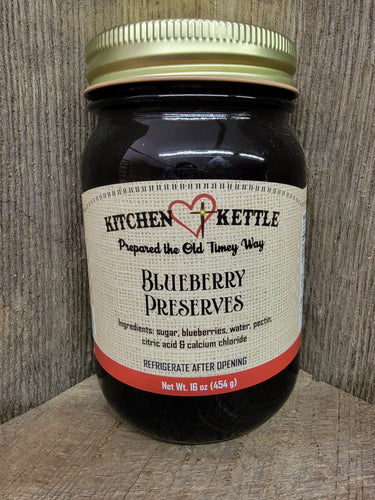 KITCHEN KETTLE
Prepared the Old Timey Way
BLUEBERRY
PRESERVES
Ingredients: sugar, blueberries, water, pectin,
citric acid & calcium chloride
REFRIGERATE AFTER OPENING
Net Wt. 16 oz (454 g)